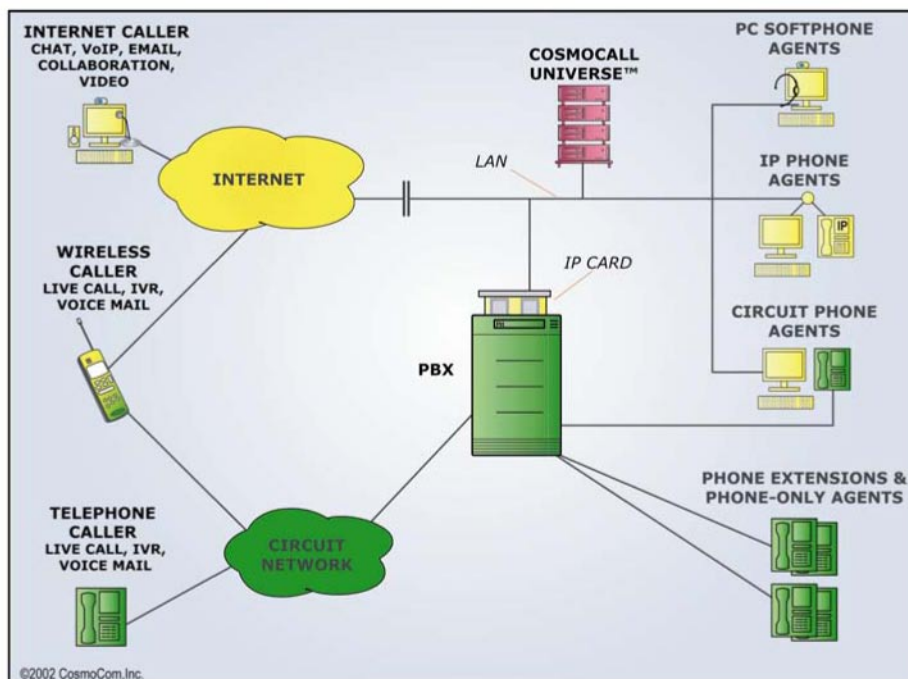 INTERNET CALLER
CHAT, VoIP, EMAIL,
COLLABORATION,
VIDEO
COSMOCALL
UNIVERSE™
PC SOFTPHONE
AGENTS
INTERNET
LAN
IP PHONE
AGENTS
IP
WIRELESS
CALLER
LIVE CALL, IVR,
VOICE MAIL
IP CARD
PBX
CIRCUIT PHONE
AGENTS
TELEPHONE
CALLER
LIVE CALL, IVR,
VOICE MAIL
CIRCUIT
NETWORK
PHONE EXTENSIONS &
PHONE-ONLY AGENTS
©2002 CosmoCom.Inc.